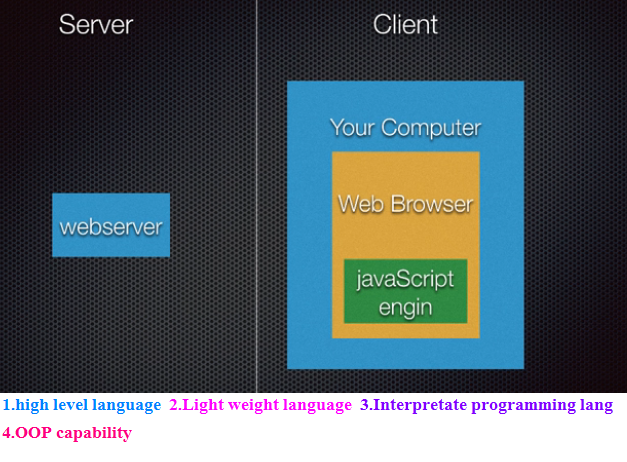 Server
Client
webserver
Your Computer
Web Browser
javaScript
engin
1.high level language 2.Light weight language 3.Interpretate programming lang
4.OOP capability